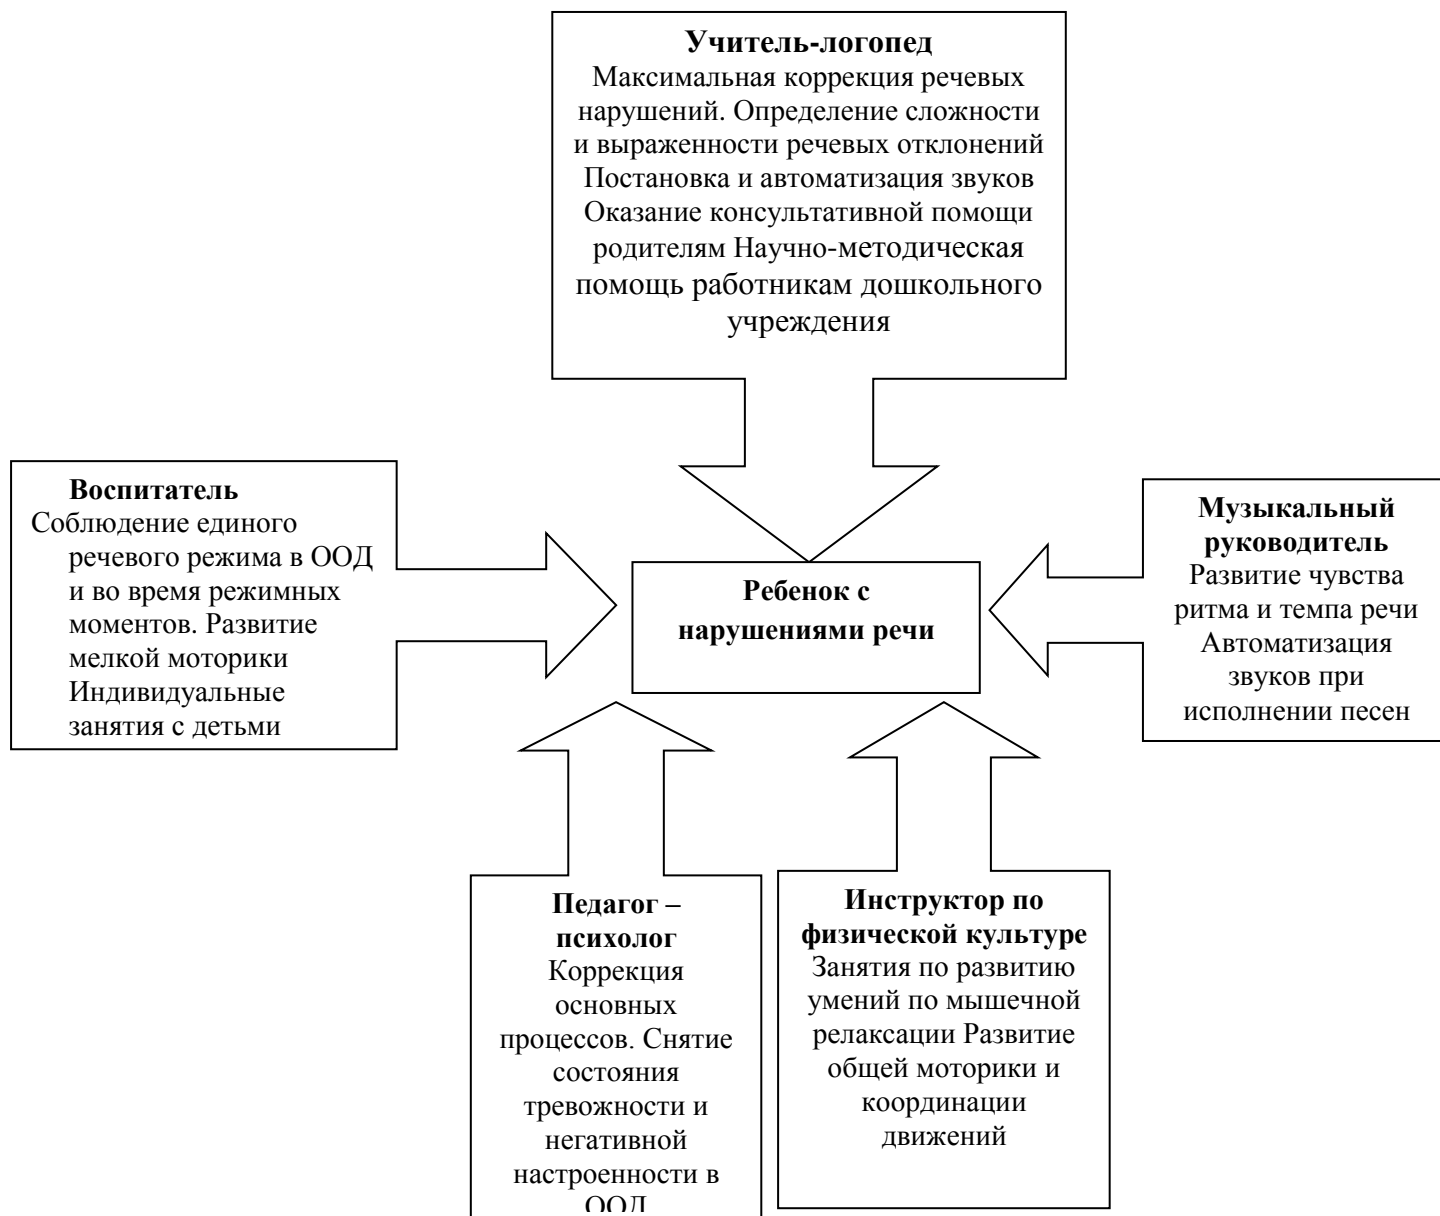 Учитель-логопед
Максимальная коррекция речевых
нарушений. Определение сложности
и выраженности речевых отклонений
Постановка и автоматизация звуков
Оказание консультативной помощи
родителям Научно-методическая
помощь работникам дошкольного
учреждения
Воспитатель
Соблюдение единого
речевого режима в ООД
и во время режимных
моментов. Развитие
мелкой моторики
Индивидуальные
занятия с детьми
Ребенок с
нарушениями речи
Музыкальный
руководитель
Развитие чувства
ритма и темпа речи
Автоматизация
звуков при
исполнении песен
Педагог –
психолог
Коррекция
основных
процессов. Снятие
состояния
тревожности и
негативной
настроенности в
ООД
Инструктор по
физической культуре
Занятия по развитию
умений по мышечной
релаксации Развитие
общей моторики и
координации
движений